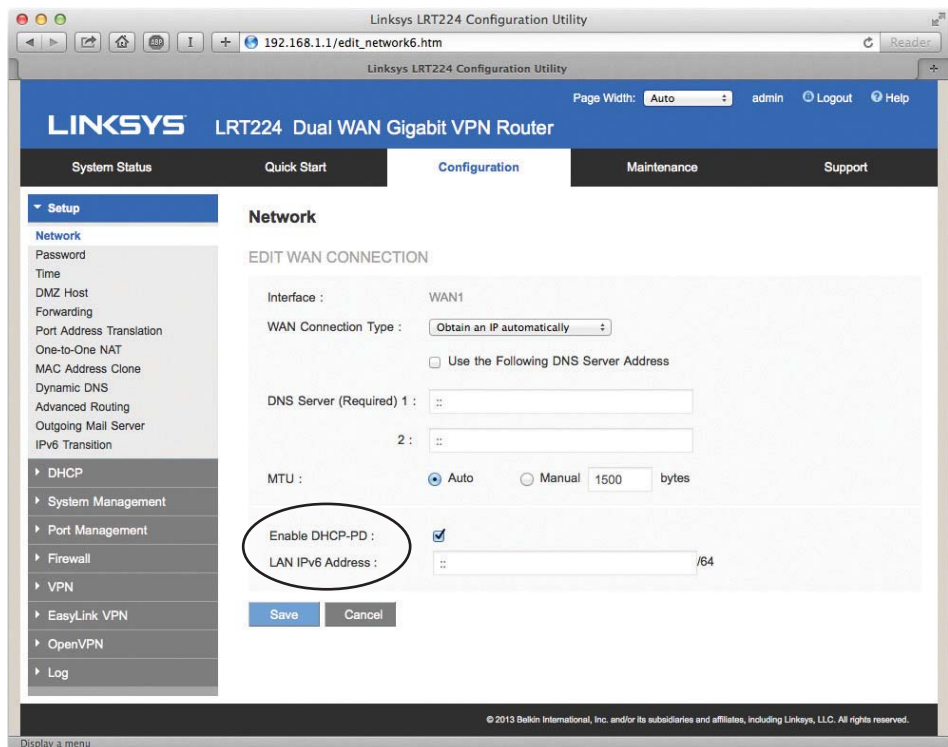 Linksys LRT224 Configuration Utility
ABP
I
+
192.168.1.1/edit_network6.htm
Reader
Linksys LRT224 Configuration Utility
+
Page Width: Auto admin Logout Help
LINKSYS LRT224 Dual WAN Gigabit VPN Router
System Status Quick Start Configuration Maintenance Support
Setup
Network
Password
Time
DMZ Host
Forwarding
Port Address Translation
One-to-One NAT
MAC Address Clone
Dynamic DNS
Advanced Routing
Outgoing Mail Server
IPv6 Transition
DHCP
System Management
Port Management
Firewall
VPN
EasyLink VPN
OpenVPN
Log
Network
EDIT WAN CONNECTION
Interface : WAN1
WAN Connection Type : Obtain an IP automatically
Use the Following DNS Server Address
DNS Server (Required) 1 : ::
2 : ::
MTU : Auto Manual 1500 bytes
Enable DHCP-PD :
LAN IPv6 Address : :: /64
Save Cancel
© 2013 Belkin International, Inc. and/or its subsidiaries and affiliates, including Linksys, LLC. All rights reserved.
Display a menu